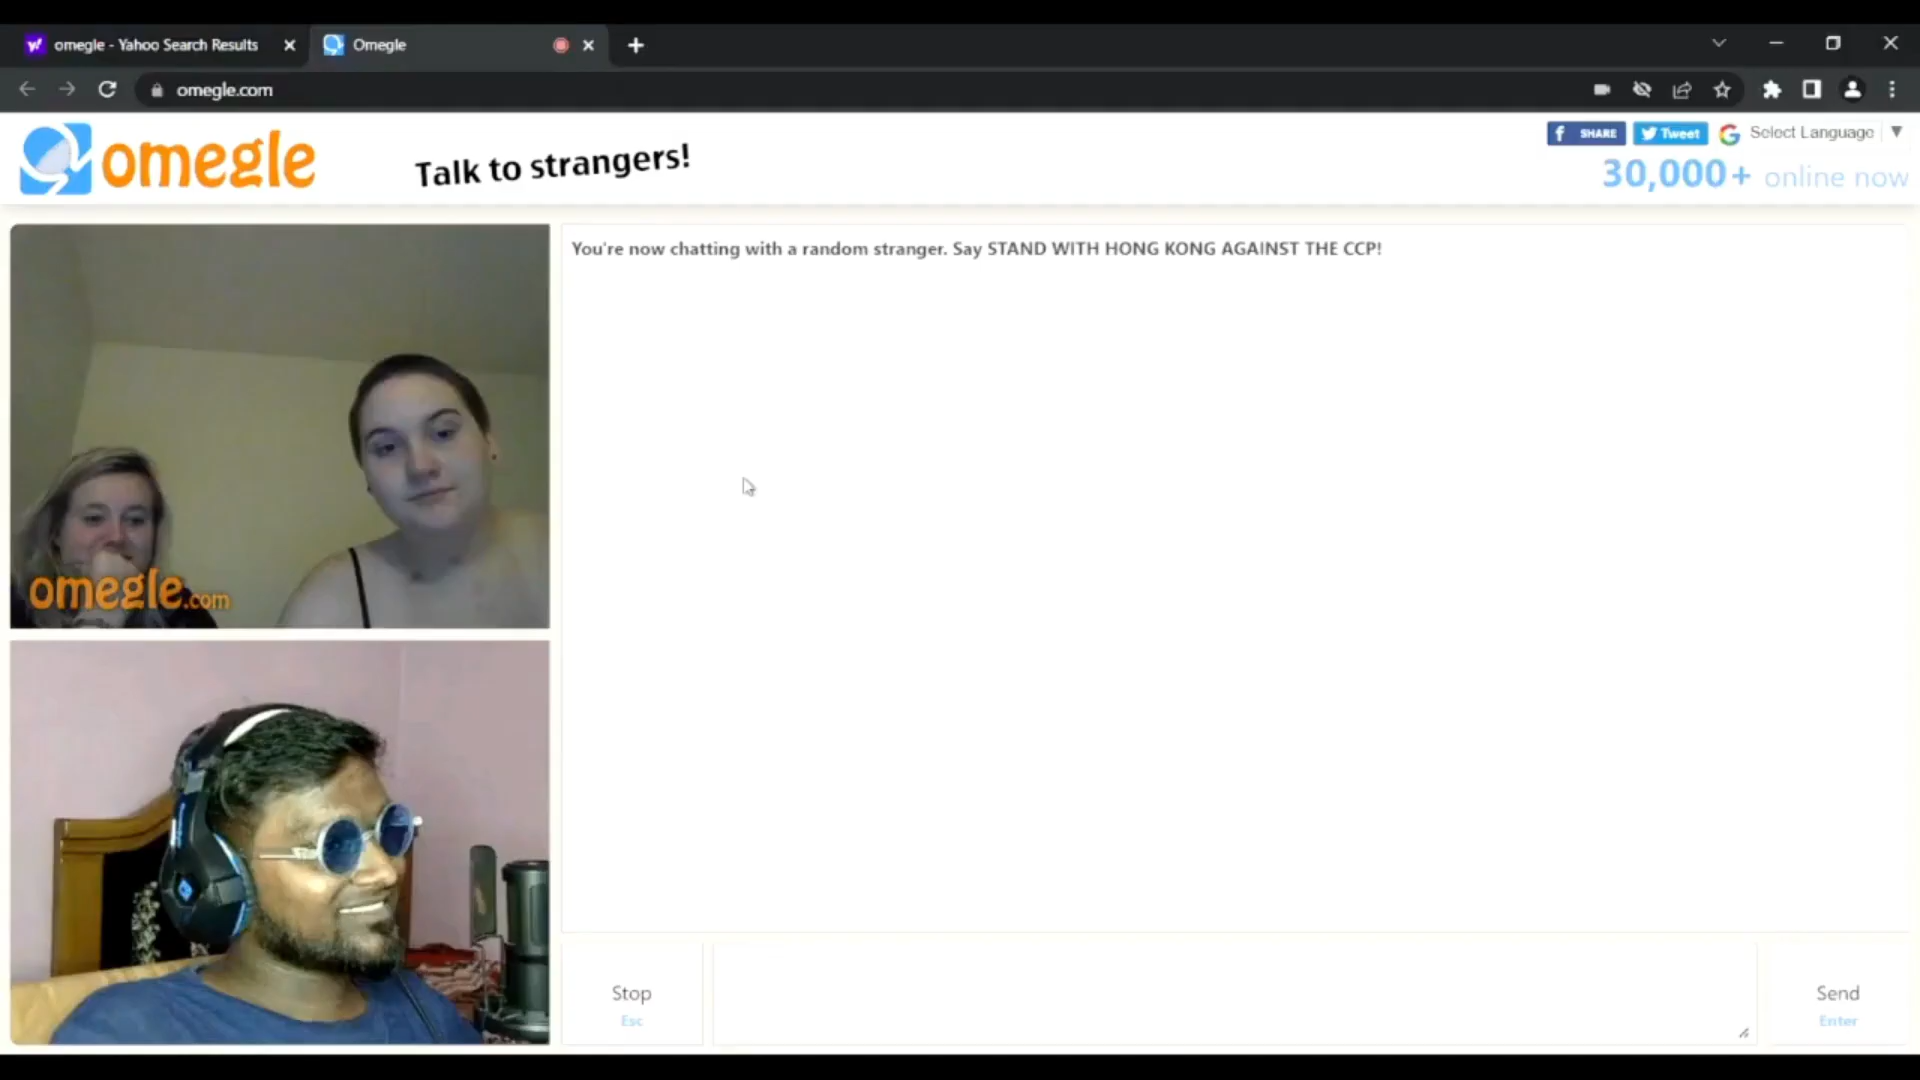 omegle - Yahoo Search Results
Omegle
omegle.com
omegle
Talk to strangers!
f SHARE
Tweet
G Select Language ▼
30,000+ online now
You're now chatting with a random stranger. Say STAND WITH HONG KONG AGAINST THE CCP!
omegle.com
Stop
Esc
Send
Enter